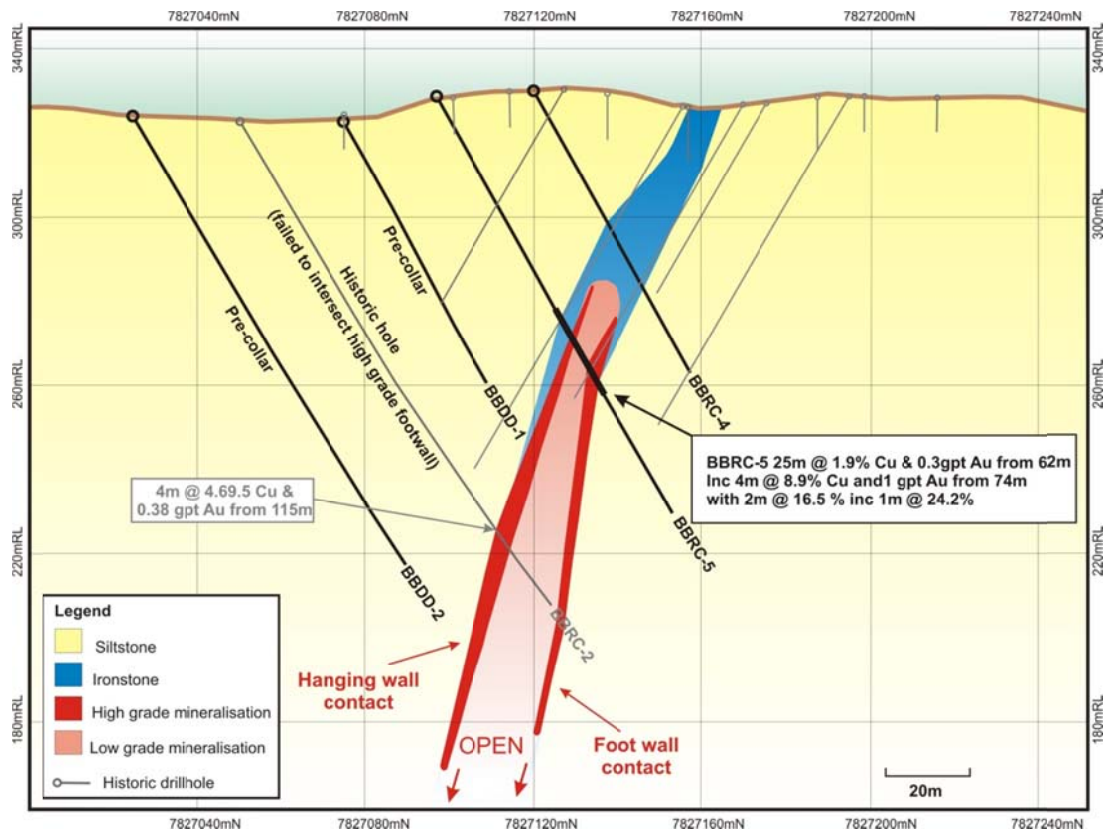 7827040mN 7827080mN 7827120mN 7827160mN 7827200mN 7827240mN
340mRL 340mRL
300mRL 300mRL
260mRL 260mRL
220mRL 220mRL
180mRL 180mRL
Pre-collar
BBDD-2
Historic hole
(failed to intersect high grade footwall)
BBRC-2
Pre-collar
BBDD-1
BBRC-4
BBRC-5
BBRC-5 25m @ 1.9% Cu & 0.3gpt Au from 62m
Inc 4m @ 8.9% Cu and1 gpt Au from 74m
with 2m @ 16.5 % inc 1m @ 24.2%
4m @ 4.69.5 Cu &
0.38 gpt Au from 115m
Legend
Siltstone
Ironstone
High grade mineralisation
Low grade mineralisation
Historic drillhole
Hanging wall
contact
OPEN
Foot wall
contact
20m
7827040mN 7827080mN 7827120mN 7827160mN 7827200mN 7827240mN